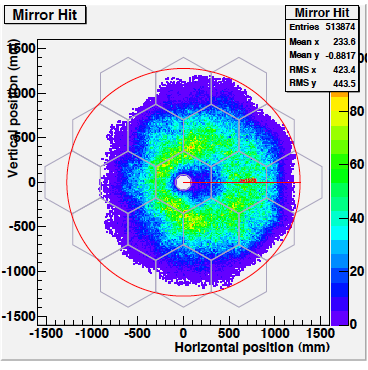 Mirror Hit
Mirror Hit
Entries 513874
Mean x 233.6
Mean y -0.8817
RMS x 423.4
RMS y 443.5
Vertical position (mm)
1500
1000
500
0
-500
-1000
-1500
80
60
40
20
0
-1500 -1000 -500 0 500 1000 1500
Horizontal position (mm)